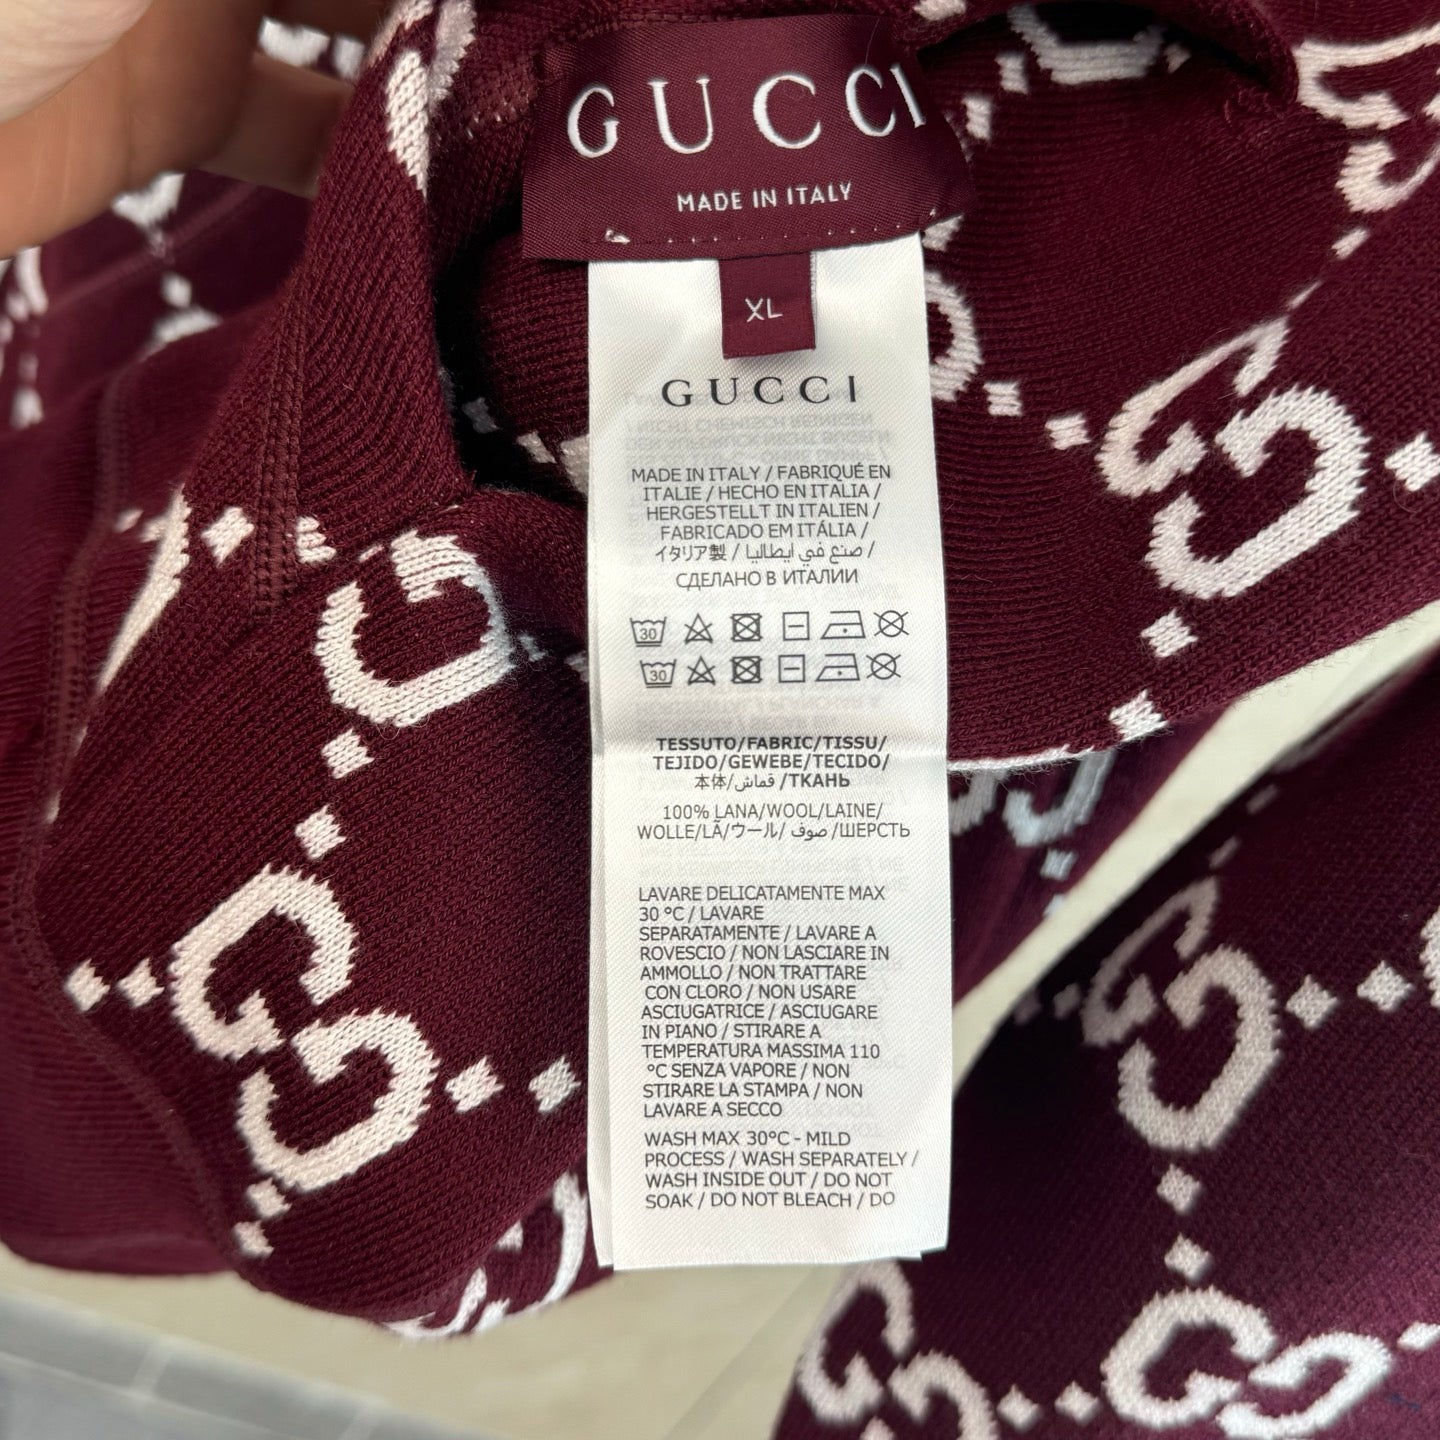 GUCCI
MADE IN ITALY
XL
GUCCI
MADE IN ITALY / FABRIQUÉ EN
ITALIE / HECHO EN ITALIA /
HERGESTELLT IN ITALIEN /
FABRICADO EM ITÁLIA /
イタリア製 / صنع في ايطاليا /
СДЕЛАНО В ИТАЛИИ
30
30
TESSUTO/FABRIC/TISSU/
TEJIDO/GEWEBE/TECIDO/
本体/قماش/ТКАНЬ
100% LANA/WOOL/LAINE/
WOLLE/LÃ/ウール/ صوف /ШЕРСТЬ
LAVARE DELICATAMENTE MAX
30 °C / LAVARE
SEPARATAMENTE / LAVARE A
ROVESCIO / NON LASCIARE IN
AMMOLLO / NON TRATTARE
CON CLORO / NON USARE
ASCIUGATRICE / ASCIUGARE
IN PIANO / STIRARE A
TEMPERATURA MASSIMA 110
°C SENZA VAPORE / NON
STIRARE LA STAMPA / NON
LAVARE A SECCO
WASH MAX 30°C - MILD
PROCESS / WASH SEPARATELY /
WASH INSIDE OUT / DO NOT
SOAK / DO NOT BLEACH / DO